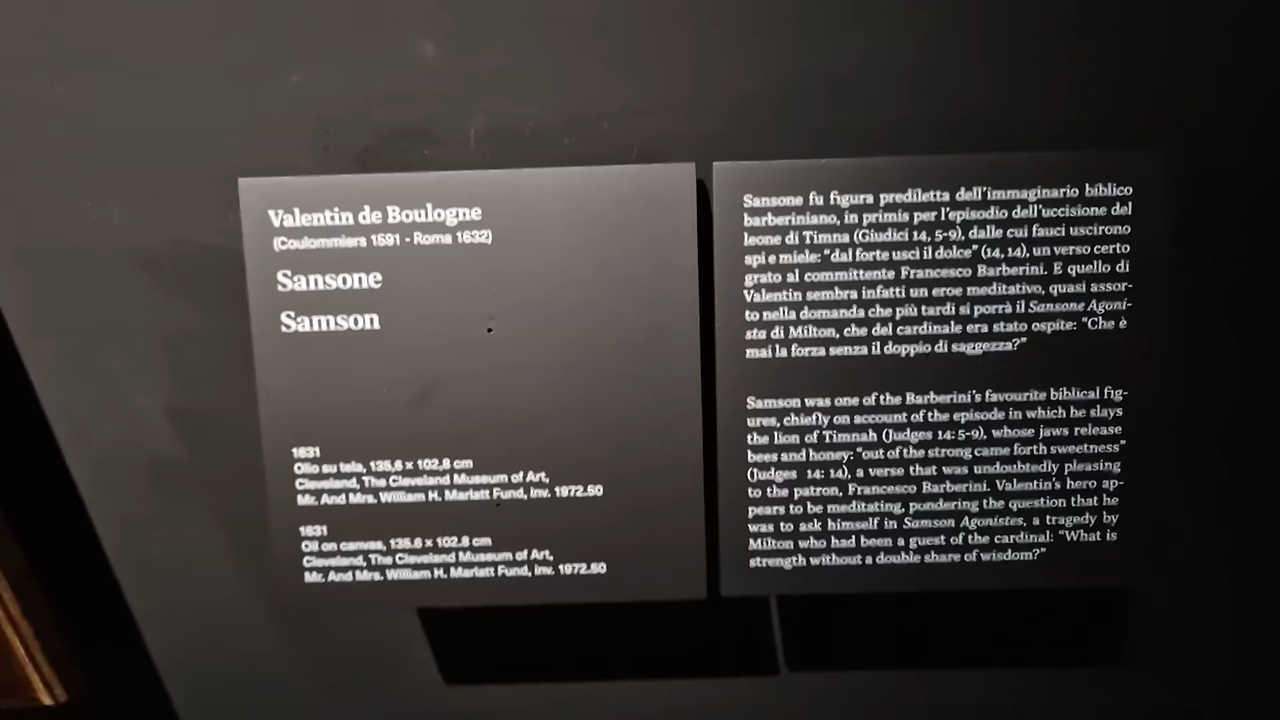 Valentin de Boulogne
(Coulommiers 1591 - Roma 1632)
Sansone
Samson
1631
Olio su tela, 135,6 × 102,8 cm
Cleveland, The Cleveland Museum of Art,
Mr. And Mrs. William H. Marlatt Fund, inv. 1972.50
1631
Oil on canvas, 135.6 × 102.8 cm
Cleveland, The Cleveland Museum of Art,
Mr. And Mrs. William H. Marlatt Fund, inv. 1972.50
Sansone fu figura prediletta dell'immaginario biblico
barberiniano, in primis per l'episodio dell'uccisione del
leone di Timna (Giudici 14, 5-9), dalle cui fauci uscirono
api e miele: "dal forte uscì il dolce" (14, 14), un verso certo
grato al committente Francesco Barberini. E quello di
Valentin sembra infatti un eroe meditativo, quasi assor-
to nella domanda che più tardi si porrà il Sansone Agoni-
sta di Milton, che del cardinale era stato ospite: "Che è
mai la forza senza il doppio di saggezza?"
Samson was one of the Barberini's favourite biblical fig-
ures, chiefly on account of the episode in which he slays
the lion of Timnah (Judges 14: 5-9), whose jaws release
bees and honey: "out of the strong came forth sweetness"
(Judges 14: 14), a verse that was undoubtedly pleasing
to the patron, Francesco Barberini. Valentin's hero ap-
pears to be meditating, pondering the question that he
was to ask himself in Samson Agonistes, a tragedy by
Milton who had been a guest of the cardinal: "What is
strength without a double share of wisdom?"